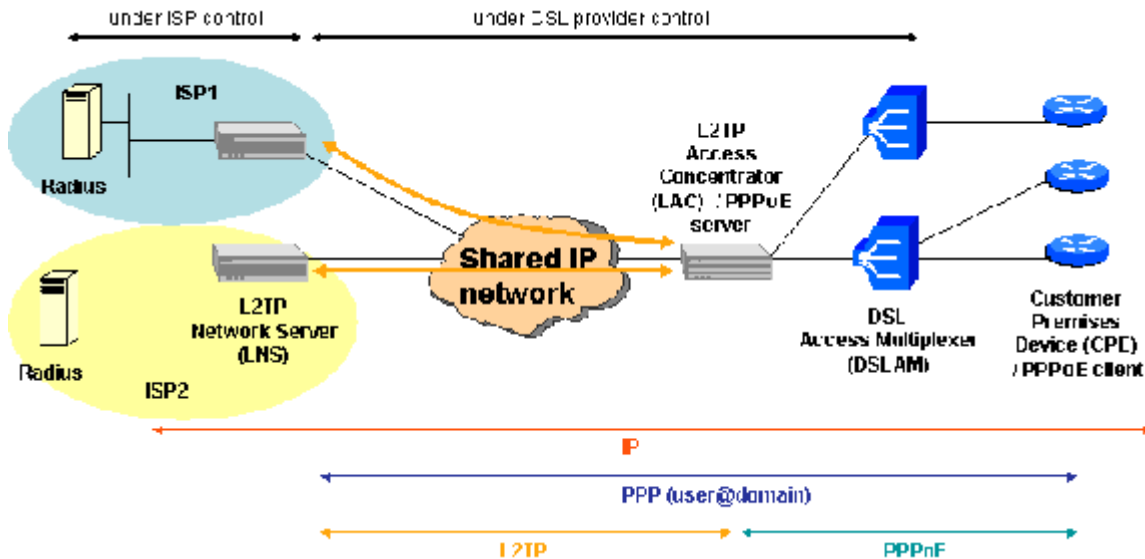 under ISP control
under DSL provider control
ISP1
Radius
L2TP
Access
Concentrator
(LAC) / PPPoE
server
Shared IP
network
L2TP
Network Server
(LNS)
Radius
ISP2
DSL
Access Multiplexer
(DSLAM)
Customer
Premises
Device (CPE)
/ PPPoE client
IP
PPP (user@domain)
L2TP
PPPoE